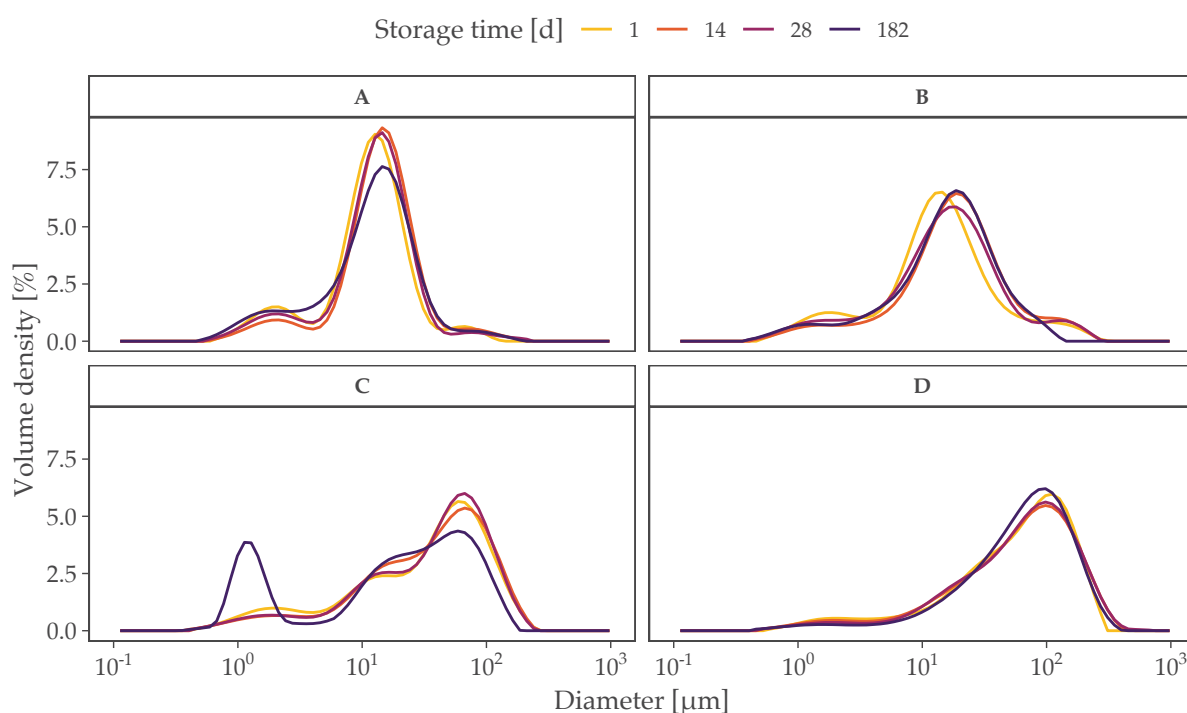 Storage time [d] 1 14 28 182
A B
7.5
5.0
2.5
0.0
C D
7.5
5.0
2.5
0.0
Volume density [%]
10⁻¹ 10⁰ 10¹ 10² 10³ 10⁻¹ 10⁰ 10¹ 10² 10³
Diameter [µm]